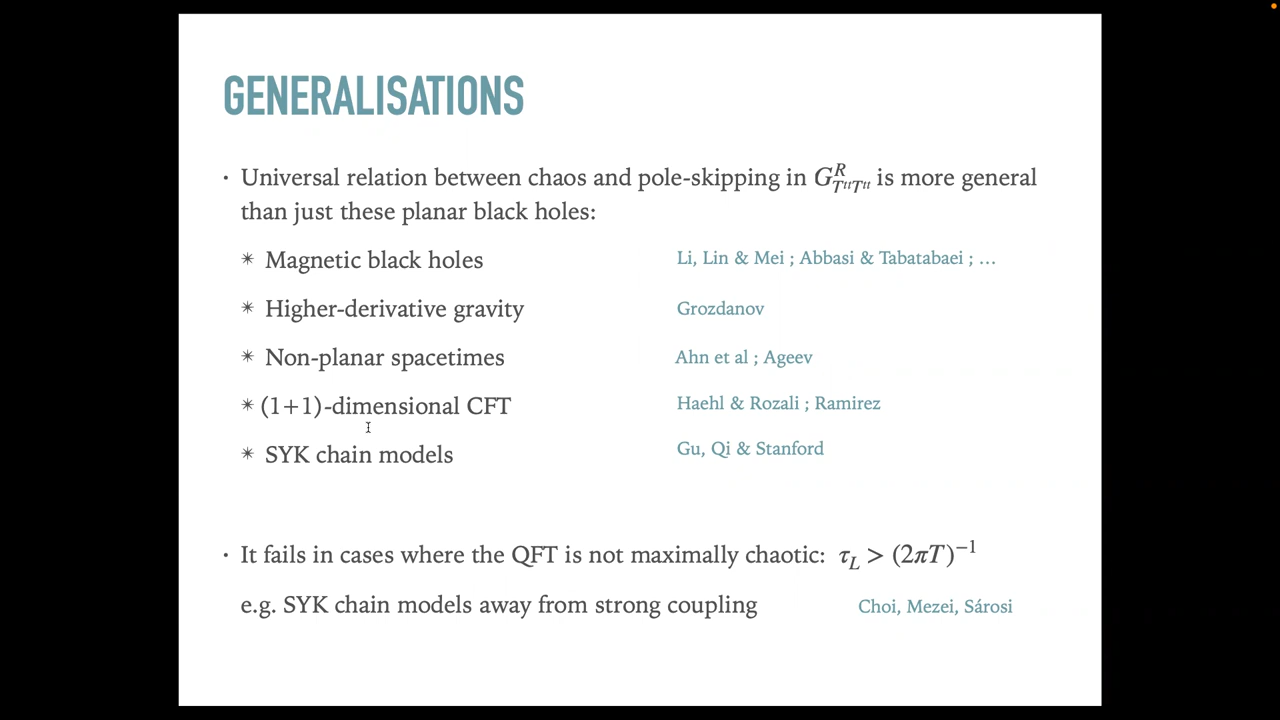 GENERALISATIONS
· Universal relation between chaos and pole-skipping in $G^R_{T^{tt}T^{tt}}$ is more general
than just these planar black holes:
✴ Magnetic black holes Li, Lin & Mei ; Abbasi & Tabatabaei ; …
✴ Higher-derivative gravity Grozdanov
✴ Non-planar spacetimes Ahn et al ; Ageev
✴ (1+1)-dimensional CFT Haehl & Rozali ; Ramirez
✴ SYK chain models Gu, Qi & Stanford
· It fails in cases where the QFT is not maximally chaotic: $\tau_L > (2\pi T)^{-1}$
e.g. SYK chain models away from strong coupling Choi, Mezei, Sárosi